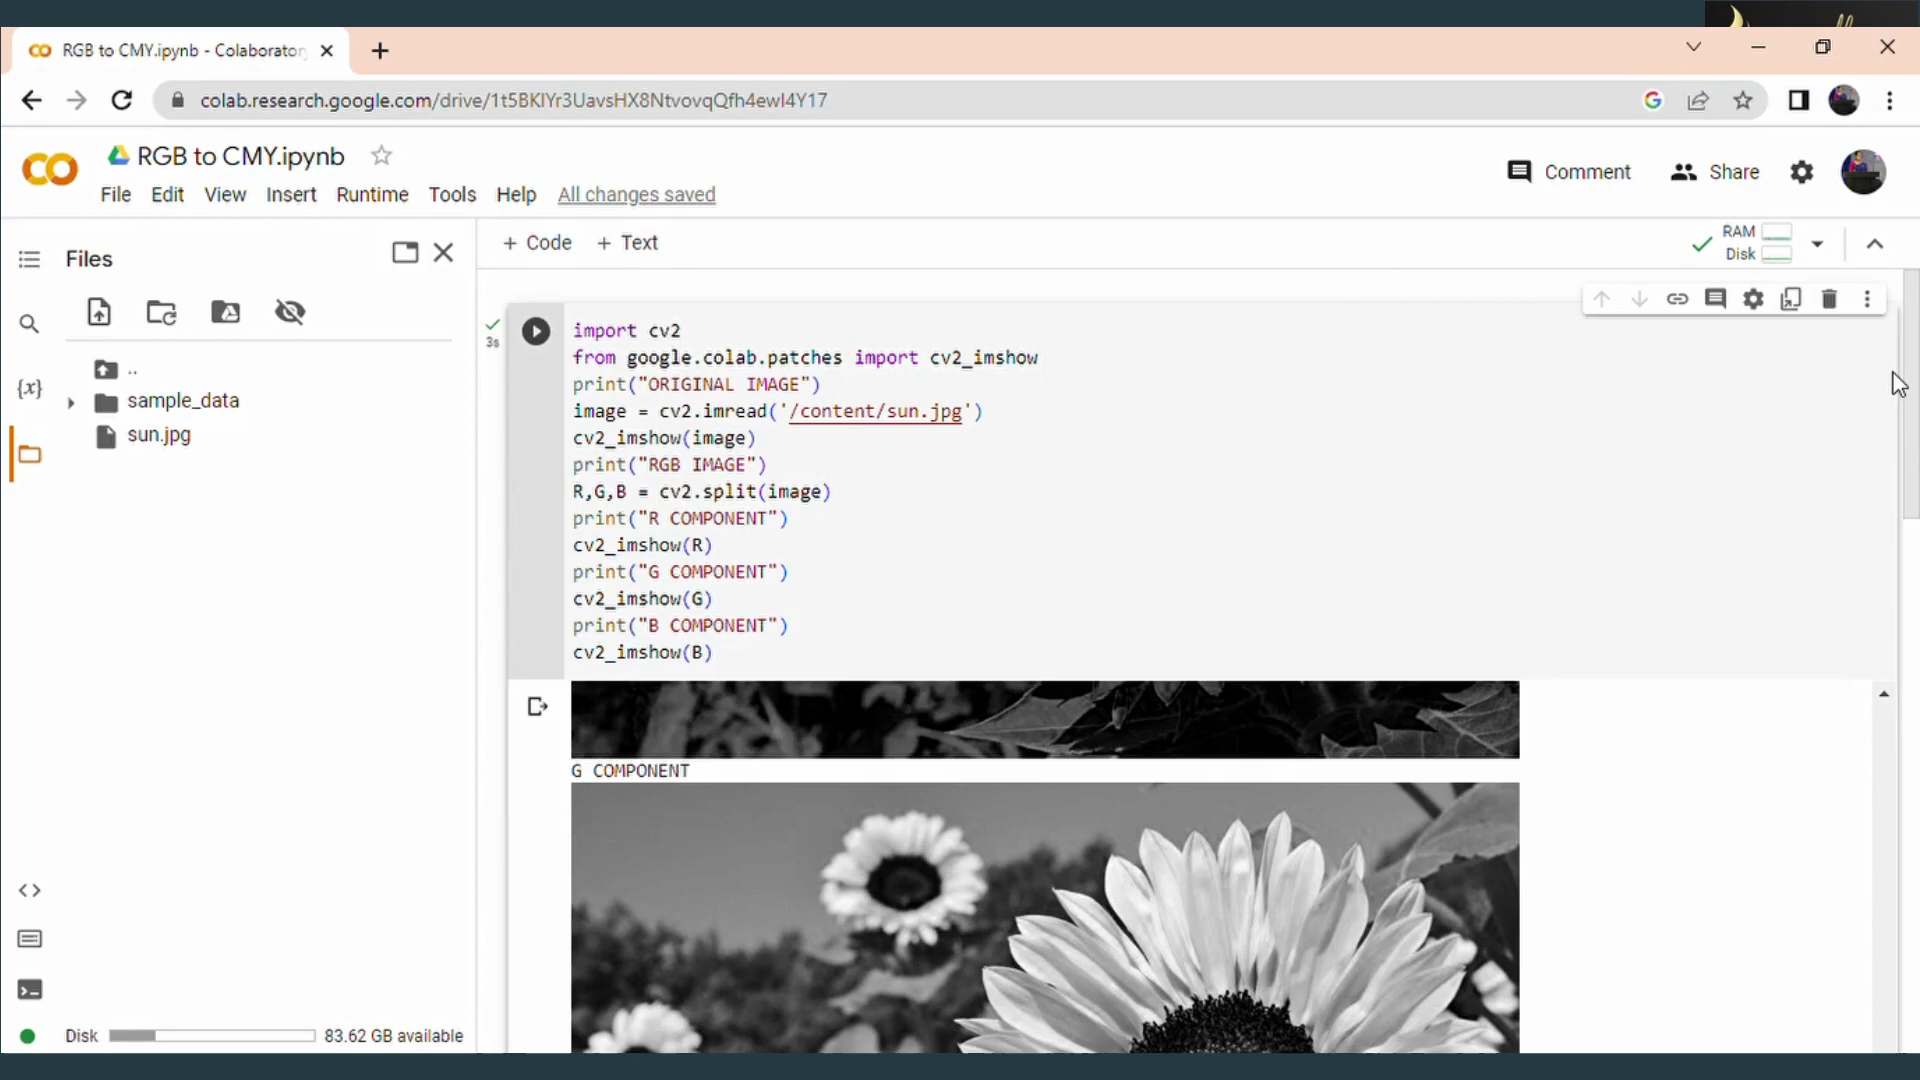 RGB to CMY.ipynb - Colaborator
colab.research.google.com/drive/1t5BKlYr3UavsHX8NtvovqQfh4ewI4Y17
RGB to CMY.ipynb
File Edit View Insert Runtime Tools Help All changes saved
Comment Share
Files
+ Code + Text
RAM
Disk
..
sample_data
sun.jpg
{x}
3s
import cv2
from google.colab.patches import cv2_imshow
print("ORIGINAL IMAGE")
image = cv2.imread('/content/sun.jpg')
cv2_imshow(image)
print("RGB IMAGE")
R,G,B = cv2.split(image)
print("R COMPONENT")
cv2_imshow(R)
print("G COMPONENT")
cv2_imshow(G)
print("B COMPONENT")
cv2_imshow(B)
G COMPONENT
Disk 83.62 GB available